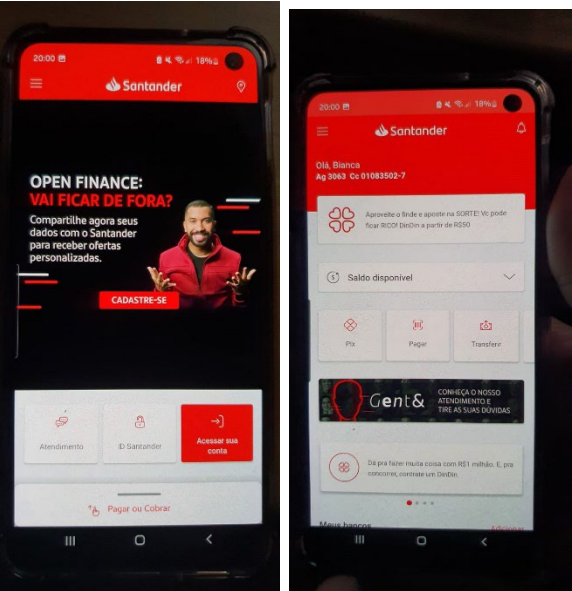 20:00
18%
Santander
OPEN FINANCE:
VAI FICAR DE FORA?
Compartilhe agora seus
dados com o Santander
para receber ofertas
personalizadas.
CADASTRE-SE
Atendimento
ID Santander
Acessar sua
conta
Pagar ou Cobrar
20:00
18%
Santander
Olá, Bianca
Ag 3063 Cc 01083502-7
Aproveite o finde e aposte na SORTE! Vc pode
ficar RICO! DinDin a partir de R$50
Saldo disponível
Pix
Pagar
Transferir
Gent&
CONHEÇA O NOSSO
ATENDIMENTO E
TIRE AS SUAS DÚVIDAS
Dá pra fazer muita coisa com R$1 milhão. E, pra
concorrer, contrate um DinDin.
Meus bancos
Adicionar